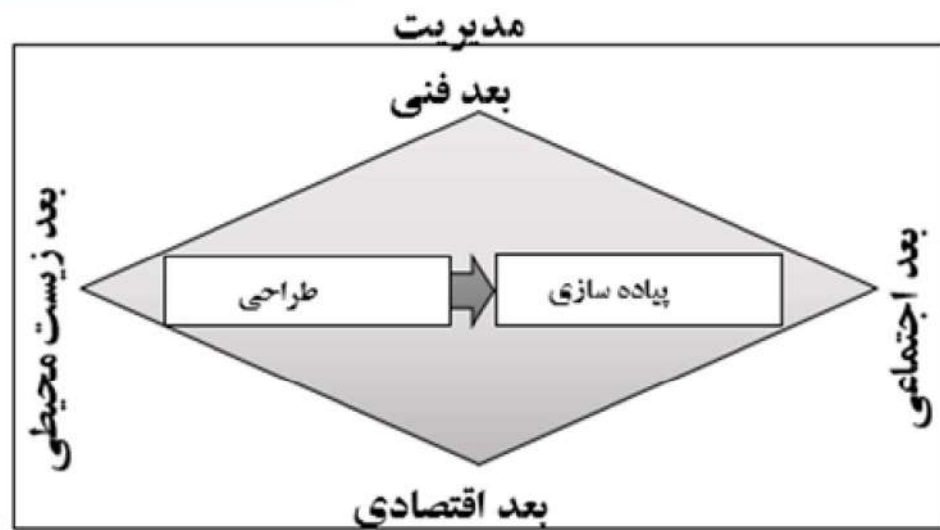 مدیریت
بعد فنی
بعد زیست محیطی
بعد اجتماعی
طراحی
پیاده سازی
بعد اقتصادی